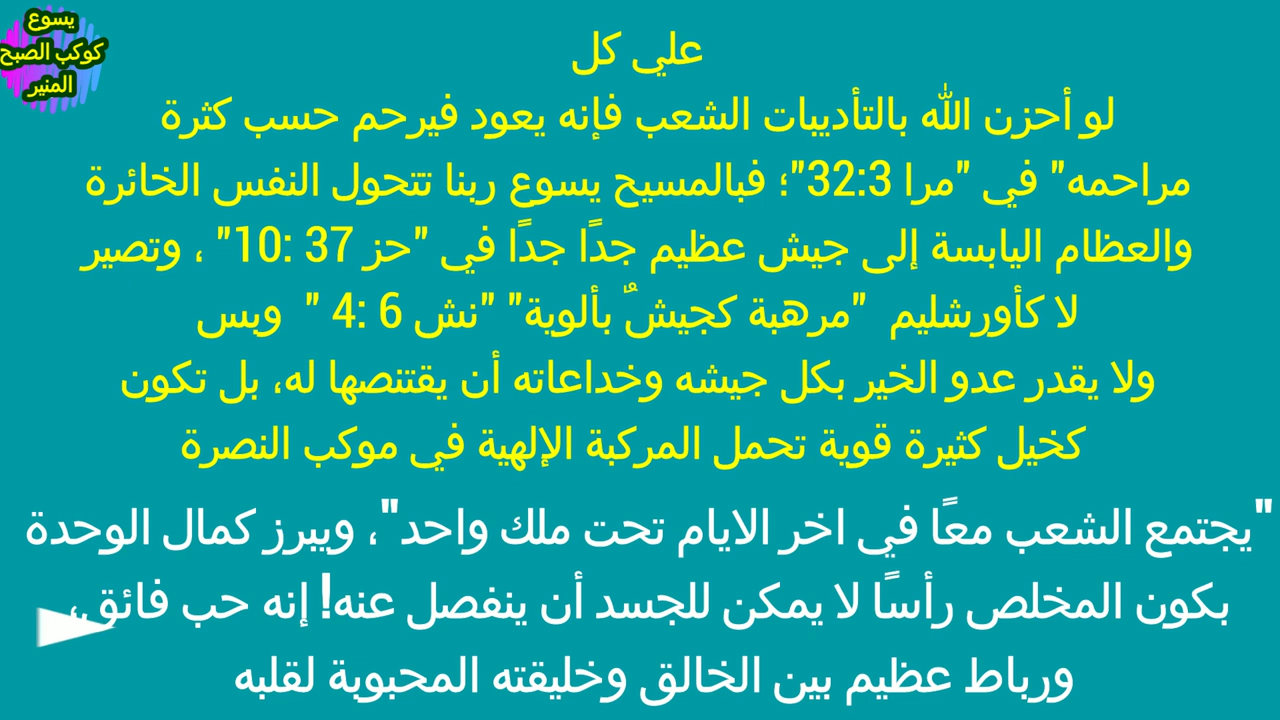 يسوع
كوكب الصبح
المنير
علي كل
لو أحزن الله بالتأديبات الشعب فإنه يعود فيرحم حسب كثرة
مراحمه" في "مرا 32:3"؛ فبالمسيح يسوع ربنا تتحول النفس الخائرة
والعظام اليابسة إلى جيش عظيم جدًا جدًا في "حز 37 :10" ، وتصير
لا كأورشليم "مرهبة كجيشٌ بألوية" "نش 6 :4 " وبس
ولا يقدر عدو الخير بكل جيشه وخداعاته أن يقتتصها له، بل تكون
كخيل كثيرة قوية تحمل المركبة الإلهية في موكب النصرة
"يجتمع الشعب معًا في اخر الايام تحت ملك واحد"، ويبرز كمال الوحدة
بكون المخلص رأسًا لا يمكن للجسد أن ينفصل عنه! إنه حب فائق،،
ورباط عظيم بين الخالق وخليقته المحبوبة لقلبه